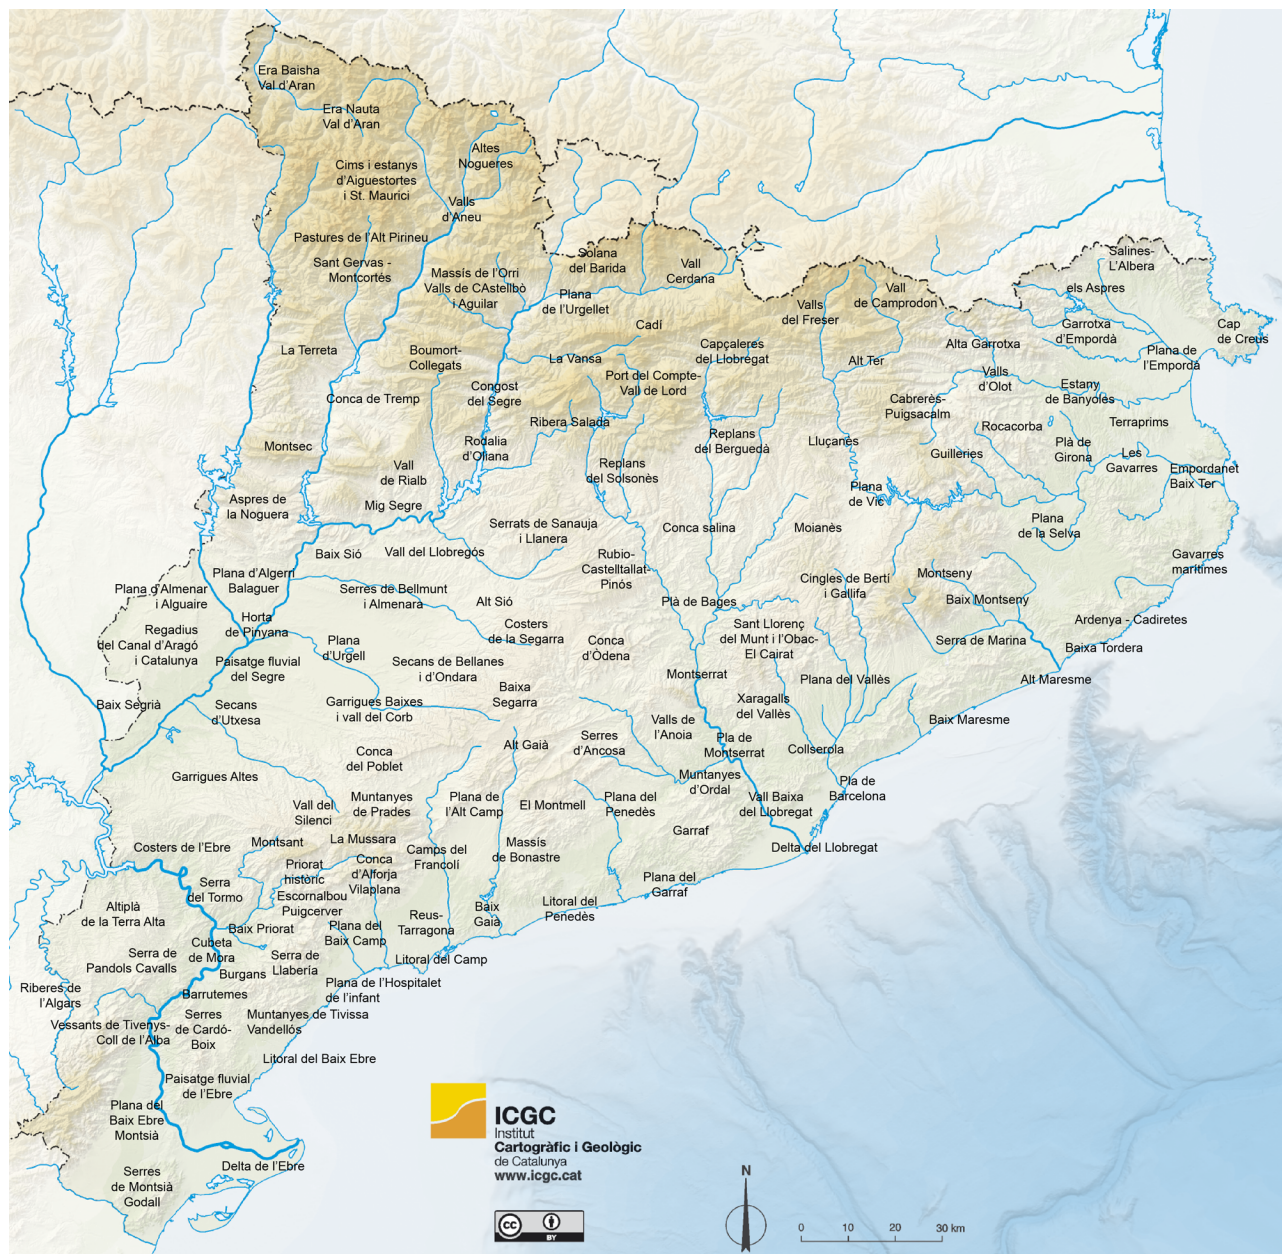 Era Baisha
Val d'Aran
Era Nauta
Val d'Aran
Altes
Nogueres
Cims i estanys
d'Aiguestortes
i St. Maurici
Valls
d'Aneu
Pastures de l'Alt Pirineu
Sant Gervas -
Montcortés
Massís de l'Orri
Valls de CAstellbò
i Aguilar
Solana
del Barida
Vall
Cerdana
Plana
de l'Urgellet
Valls
del Freser
Vall
de Camprodon
Salines-
L'Albera
els Aspres
Garrotxa
d'Empordà
Cap
de Creus
Plana de
l'Empordà
Cadí
La Terreta
Boumort-
Collegats
La Vansa
Capçaleres
del Llobregat
Alt Ter
Alta Garrotxa
Port del Compte-
Vall de Lord
Valls
d'Olot
Estany
de Banyoles
Conca de Tremp
Congost
del Segre
Cabrerès-
Puigsacalm
Ribera Salada
Rocacorba
Terraprims
Montsec
Rodalia
d'Oliana
Replans
del Berguedà
Lluçanès
Guilleries
Plà de
Girona
Les
Gavarres
Empordanet
Baix Ter
Vall
de Rialb
Replans
del Solsonès
Plana
de Vic
Aspres de
la Noguera
Mig Segre
Serrats de Sanauja
i Llanera
Conca salina
Moianès
Plana
de la Selva
Baix Sió
Vall del Llobregós
Rubio-
Castelltallat-
Pinós
Gavarres
marítimes
Plana d'Almenar
i Alguaire
Plana d'Algerri
Balaguer
Serres de Bellmunt
i Almenara
Alt Sió
Plà de Bages
Cingles de Berti
i Gallifa
Montseny
Baix Montseny
Ardenya - Cadiretes
Regadius
del Canal d'Aragó
i Catalunya
Horta
de Pinyana
Plana
d'Urgell
Costers
de la Segarra
Conca
d'Òdena
Sant Llorenç
del Munt i l'Obac-
El Cairat
Serra de Marina
Baixa Tordera
Paisatge fluvial
del Segre
Secans de Bellanes
i d'Ondara
Montserrat
Plana del Vallès
Alt Maresme
Baix Segrià
Secans
d'Utxesa
Garrigues Baixes
i vall del Corb
Baixa
Segarra
Xaragalls
del Vallès
Valls de
l'Anoia
Baix Maresme
Conca
del Poblet
Alt Gaià
Serres
d'Ancosa
Pla de
Montserrat
Collserola
Garrigues Altes
Muntanyes
d'Ordal
Pla de
Barcelona
Vall del
Silenci
Muntanyes
de Prades
Plana de
l'Alt Camp
El Montmell
Plana del
Penedès
Vall Baixa
del Llobregat
Costers de l'Ebre
Montsant
La Mussara
Camps del
Francolí
Massís
de Bonastre
Garraf
Delta del Llobregat
Priorat
històric
Conca
d'Alforja
Vilaplana
Serra
del Tormo
Escornalbou
Puigcerver
Plana del
Garraf
Altiplà
de la Terra Alta
Baix Priorat
Plana del
Baix Camp
Reus-
Tarragona
Baix
Gaià
Litoral del
Penedès
Serra de
Pandols Cavalls
Cubeta
de Mora
Serra de
Llabería
Litoral del Camp
Burgans
Riberes de
l'Algars
Barrutemes
Plana de l'Hospitalet
de l'infant
Vessants de Tivenys-
Coll de l'Alba
Serres
de Cardó-
Boix
Muntanyes de Tivissa
Vandellós
Litoral del Baix Ebre
Paisatge fluvial
de l'Ebre
Plana del
Baix Ebre
Montsià
Delta de l'Ebre
Serres
de Montsià
Godall
ICGC
Institut
Cartogràfic i Geològic
de Catalunya
www.icgc.cat
cc
BY
N
0 10 20 30 km